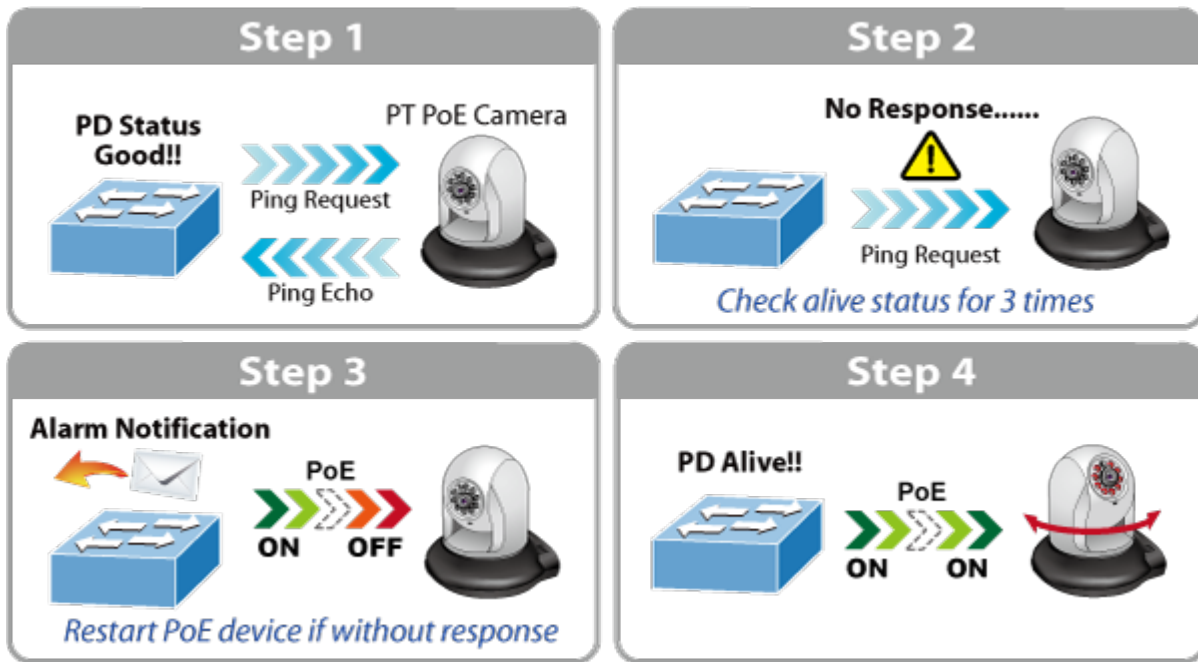 Step 1
PD Status
Good!!
PT PoE Camera
Ping Request
Ping Echo
Step 2
No Response......
Ping Request
Check alive status for 3 times
Step 3
Alarm Notification
PoE
ON OFF
Restart PoE device if without response
Step 4
PD Alive!!
PoE
ON ON